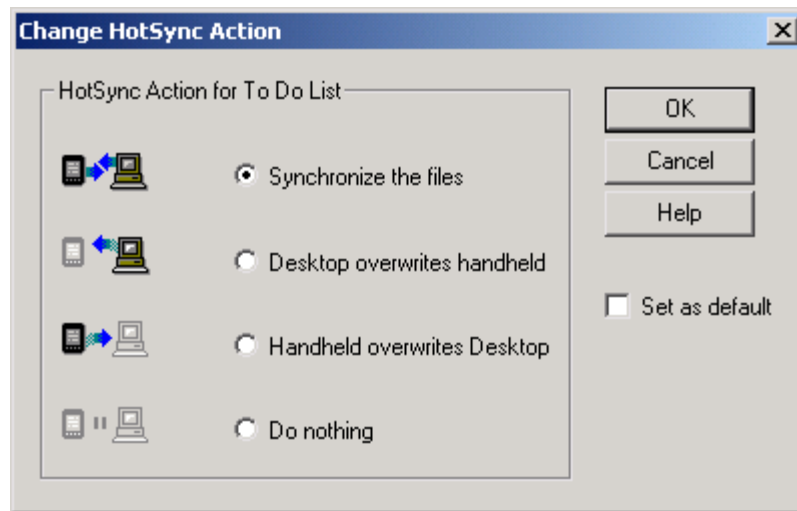 Change HotSync Action
HotSync Action for To Do List
Synchronize the files
Desktop overwrites handheld
Handheld overwrites Desktop
Do nothing
OK
Cancel
Help
Set as default